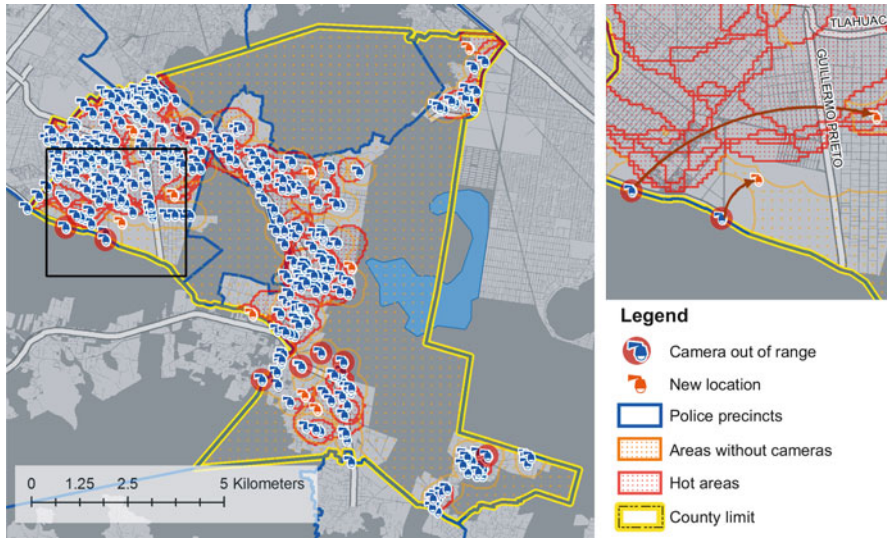 0 1.25 2.5 5 Kilometers
TLAHUAC
GUILLERMO PRIETO
Legend
Camera out of range
New location
Police precincts
Areas without cameras
Hot areas
County limit